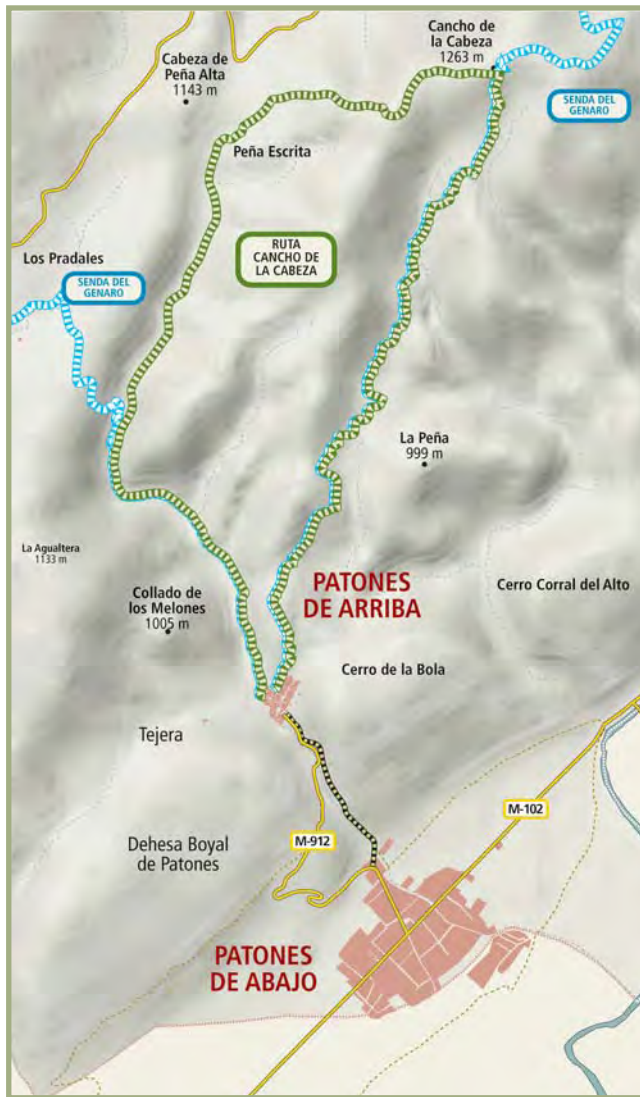 Cancho de
la Cabeza
1263 m
Cabeza de
Peña Alta
1143 m
SENDA DEL
GENARO
Peña Escrita
RUTA
CANCHO DE
LA CABEZA
Los Pradales
SENDA DEL
GENARO
La Peña
999 m
La Agualtera
1133 m
PATONES
DE ARRIBA
Cerro Corral del Alto
Collado de
los Melones
1005 m
Cerro de la Bola
Tejera
M-102
M-912
Dehesa Boyal
de Patones
PATONES
DE ABAJO